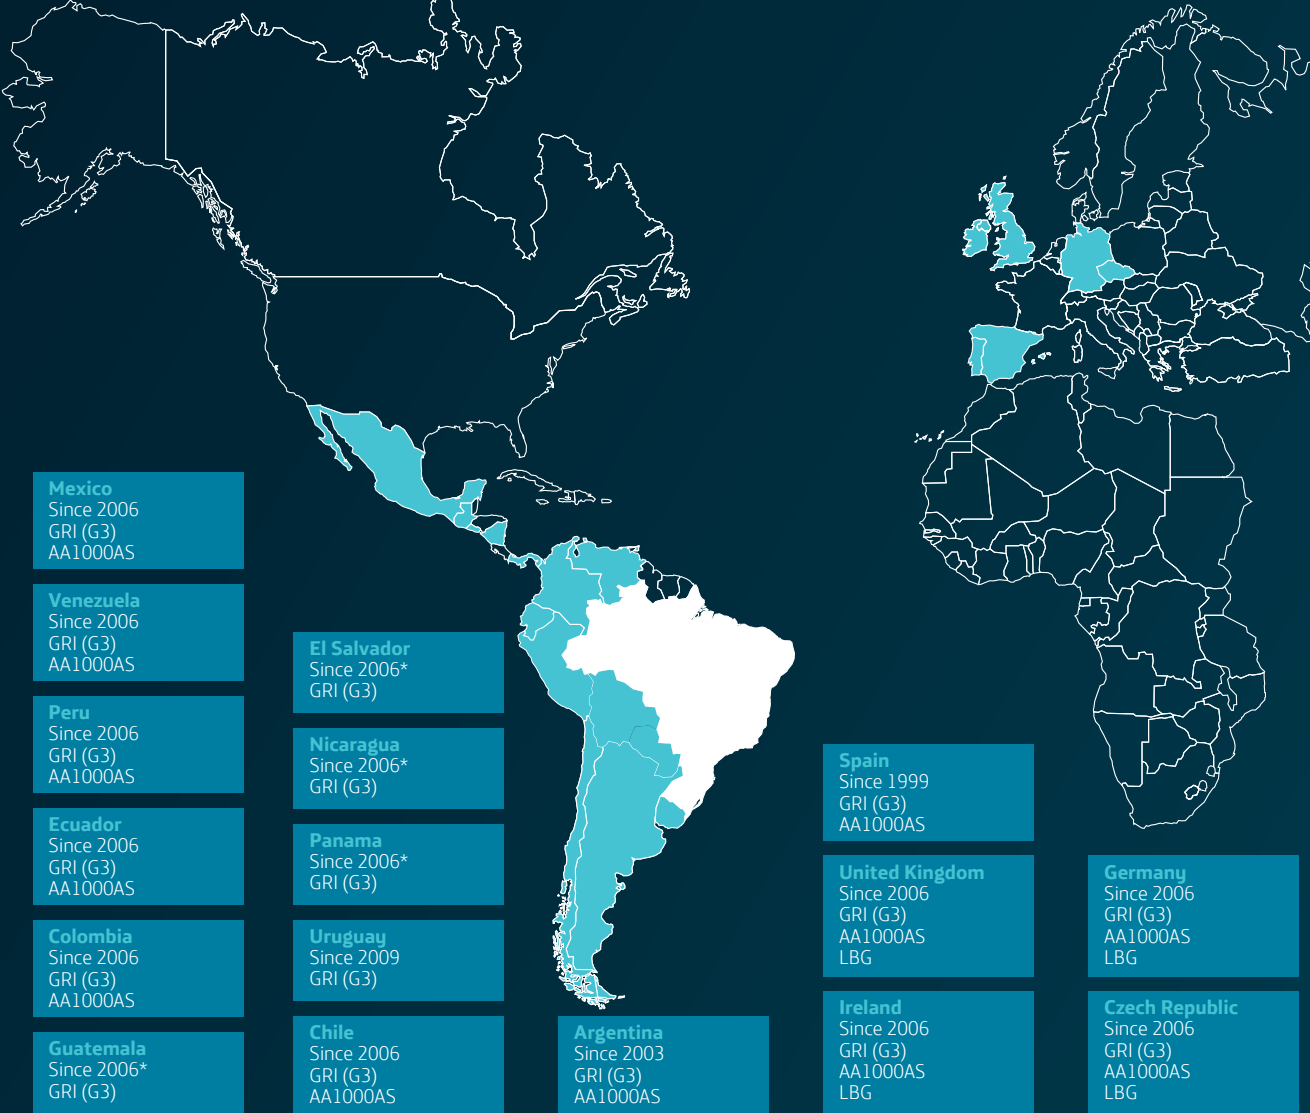 Mexico
Since 2006
GRI (G3)
AA1000AS
Venezuela
Since 2006
GRI (G3)
AA1000AS
Peru
Since 2006
GRI (G3)
AA1000AS
Ecuador
Since 2006
GRI (G3)
AA1000AS
Colombia
Since 2006
GRI (G3)
AA1000AS
Guatemala
Since 2006*
GRI (G3)
El Salvador
Since 2006*
GRI (G3)
Nicaragua
Since 2006*
GRI (G3)
Panama
Since 2006*
GRI (G3)
Uruguay
Since 2009
GRI (G3)
Chile
Since 2006
GRI (G3)
AA1000AS
Argentina
Since 2003
GRI (G3)
AA1000AS
Spain
Since 1999
GRI (G3)
AA1000AS
United Kingdom
Since 2006
GRI (G3)
AA1000AS
LBG
Ireland
Since 2006
GRI (G3)
AA1000AS
LBG
Germany
Since 2006
GRI (G3)
AA1000AS
LBG
Czech Republic
Since 2006
GRI (G3)
AA1000AS
LBG